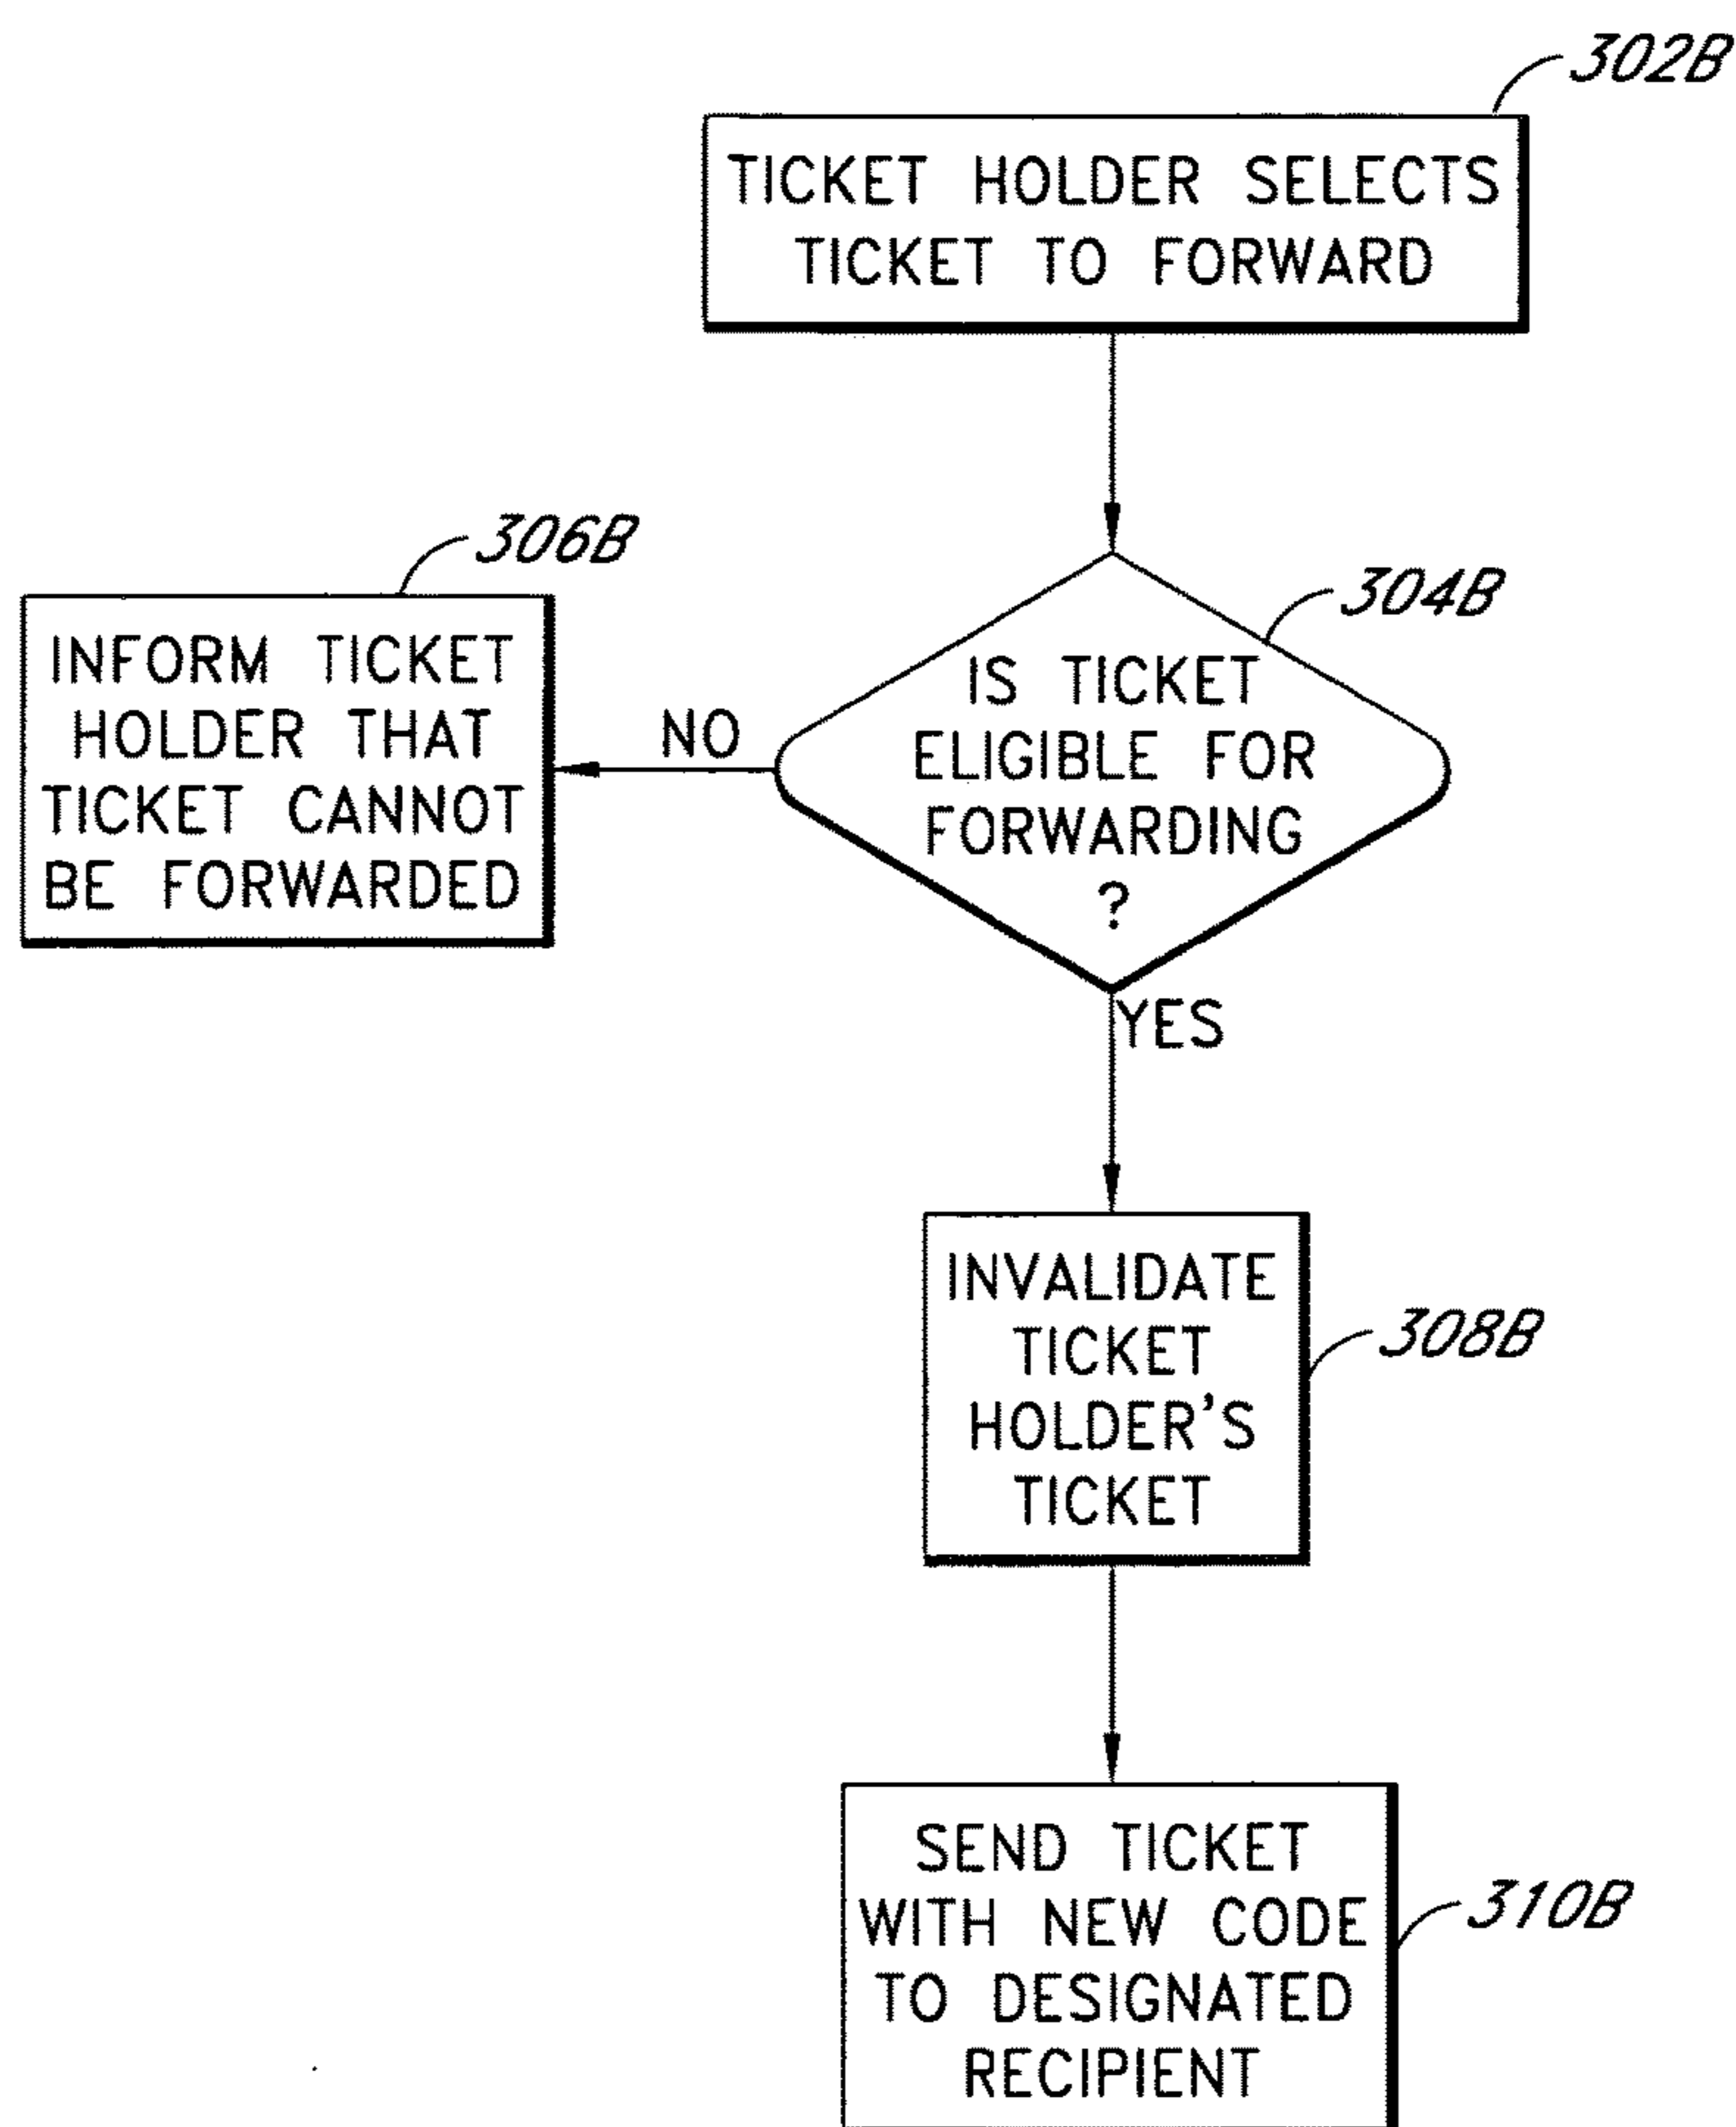 302B
TICKET HOLDER SELECTS
TICKET TO FORWARD
306B
304B
INFORM TICKET
HOLDER THAT
TICKET CANNOT
BE FORWARDED
NO
IS TICKET
ELIGIBLE FOR
FORWARDING
?
YES
INVALIDATE
TICKET
HOLDER'S
TICKET
308B
SEND TICKET
WITH NEW CODE
TO DESIGNATED
RECIPIENT
310B